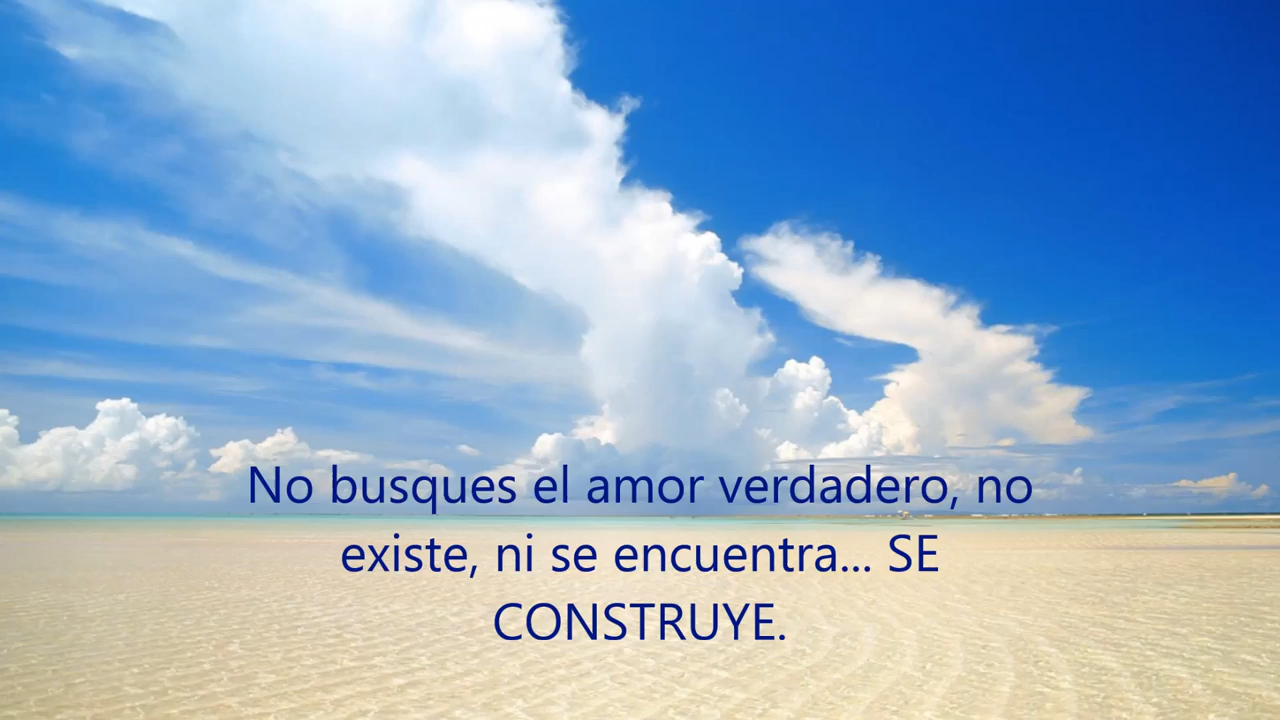 No busques el amor verdadero, no
existe, ni se encuentra... SE
CONSTRUYE.